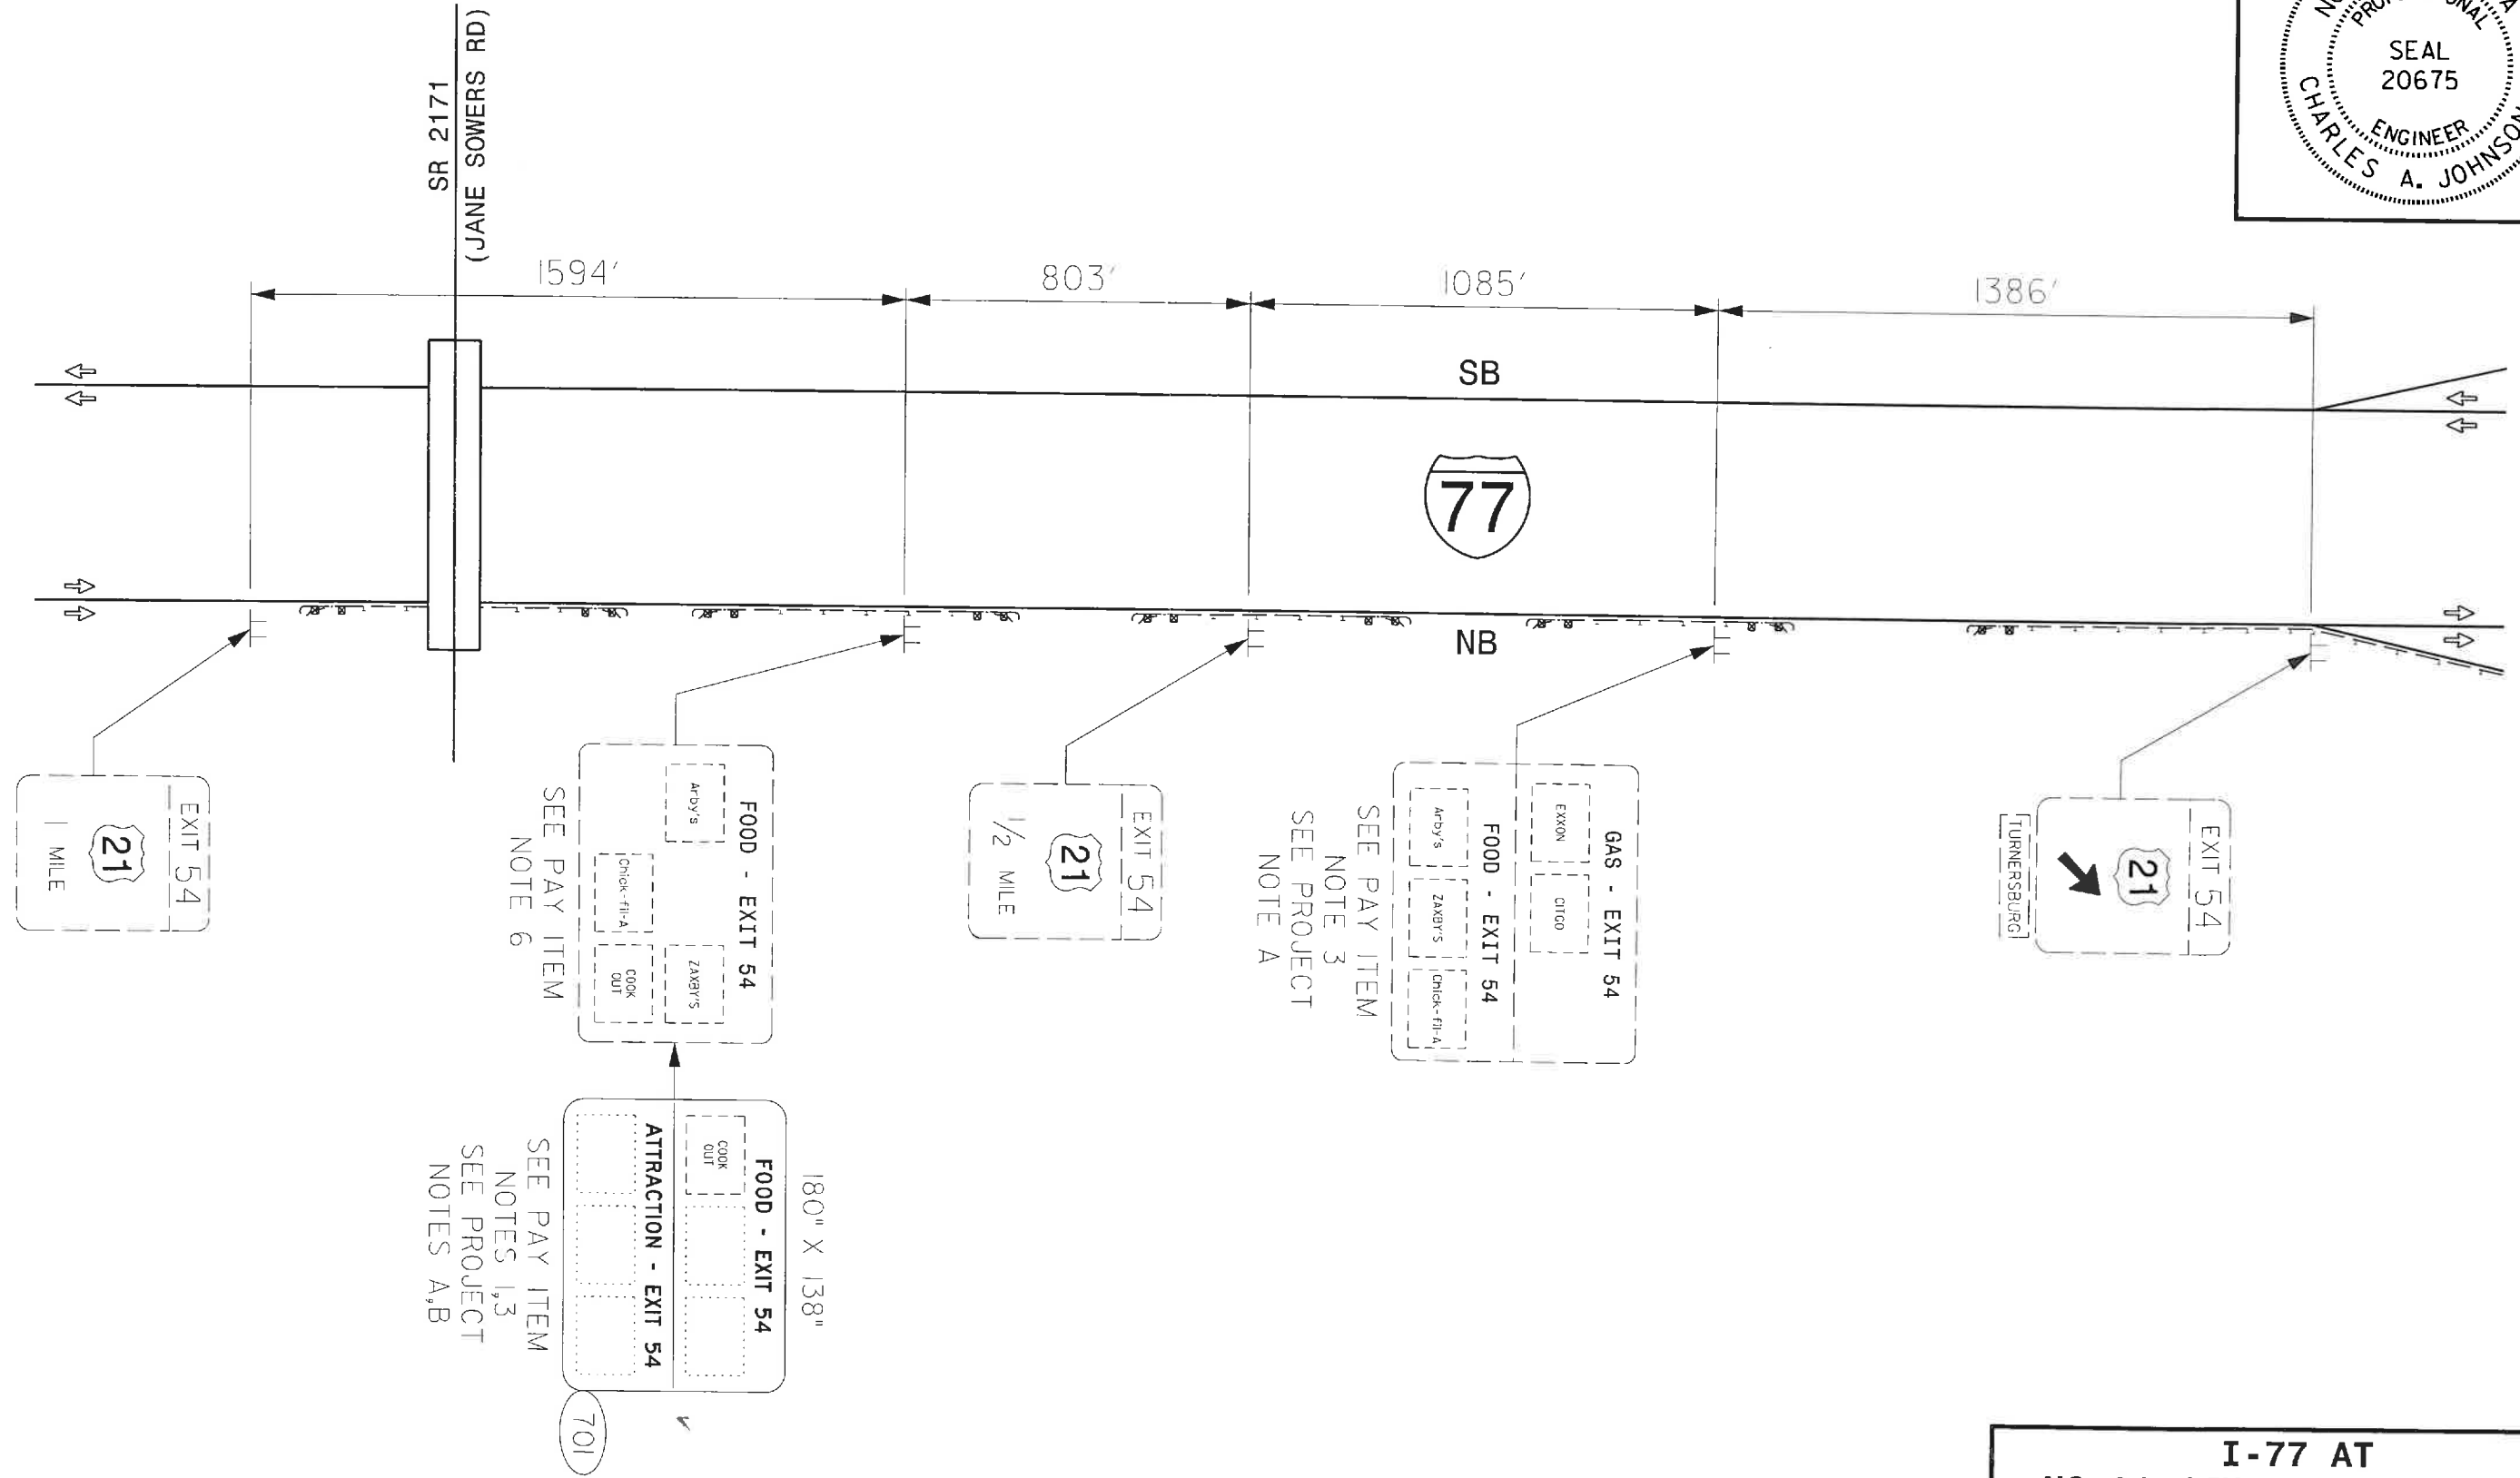 SR 2171
(JANE SOWERS RD)
SEAL
20675
ENGINEER
CHARLES A. JOHNSON
1594'
803'
1085'
1386'
SB
77
NB
EXIT 54
21
1 MILE
FOOD - EXIT 54
Arby's
ZAXBY'S
Chick-fil-A
COOK
OUT
SEE PAY ITEM
NOTE 6
EXIT 54
21
1/2 MILE
GAS - EXIT 54
EXXON
CITGO
FOOD - EXIT 54
Arby's
ZAXBY'S
Chick-fil-A
SEE PAY ITEM
NOTE 3
SEE PROJECT
NOTE A
EXIT 54
21
TURNERSBURG
180" X 138"
FOOD - EXIT 54
COOK
OUT
ATTRACTION - EXIT 54
SEE PAY ITEM
NOTES 1,3
SEE PROJECT
NOTES A,B
701
I-77 AT